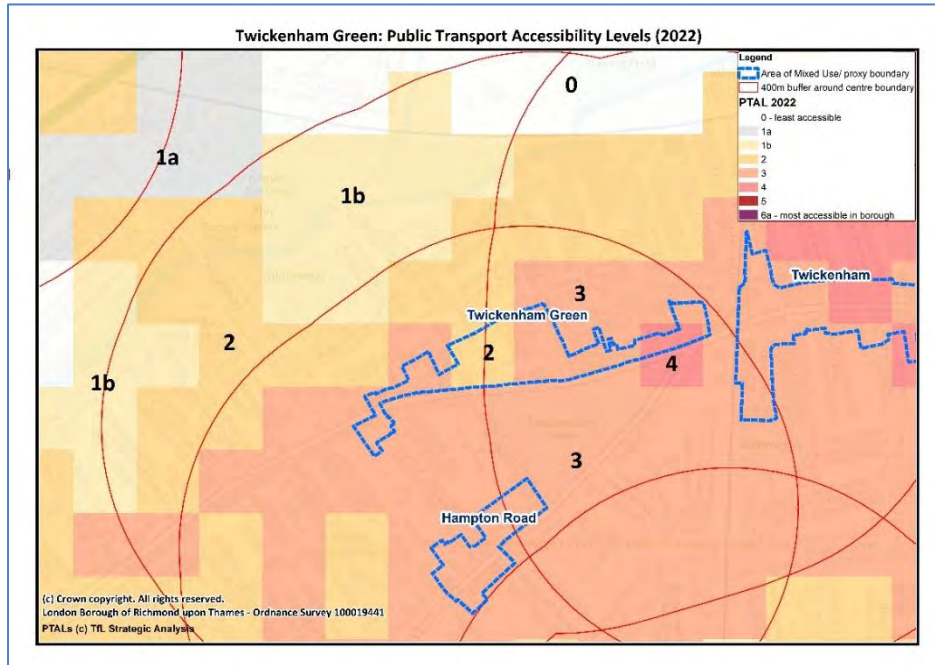 Twickenham Green: Public Transport Accessibility Levels (2022)
Legend
Area of Mixed Use/ proxy boundary
400m buffer around centre boundary
PTAL 2022
0 - least accessible
1a
1b
2
3
4
5
6a - most accessible in borough
0
1a
1b
Twickenham
3
Twickenham Green
2
2
4
1b
3
Hampton Road
(c) Crown copyright. All rights reserved.
London Borough of Richmond upon Thames - Ordnance Survey 100019441
PTALs (c) TfL Strategic Analysis